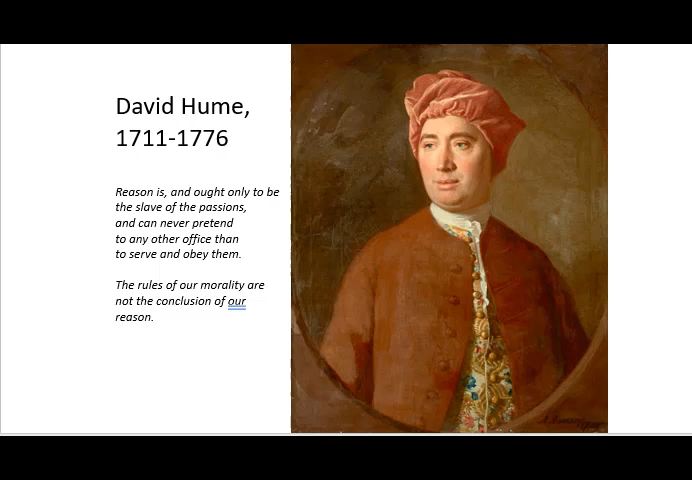 David Hume,
1711-1776
Reason is, and ought only to be
the slave of the passions,
and can never pretend
to any other office than
to serve and obey them.
The rules of our morality are
not the conclusion of our
reason.